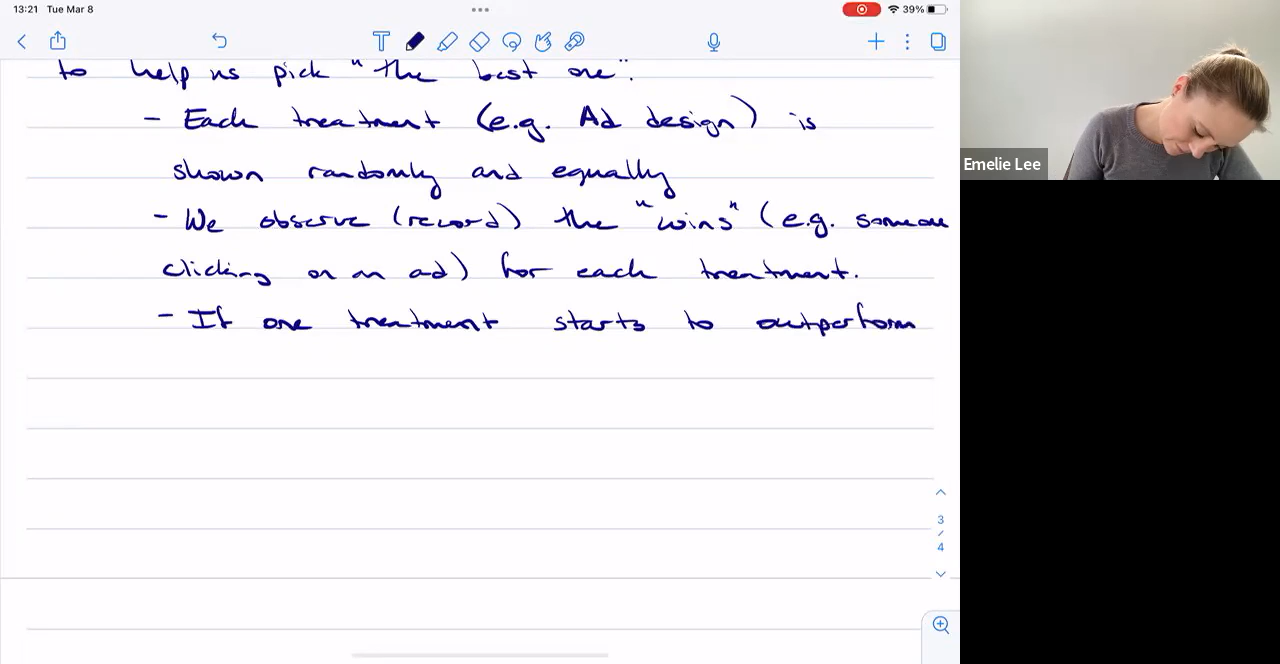 13:21 Tue Mar 8
39%
to help us pick "the best one".
- Each treatment (e.g. Ad design) is
shown randomly and equally
- We observe (record) the "wins" (e.g. someone
clicking on an ad) for each treatment.
- If one treatment starts to outperform
3
/
4
Emelie Lee